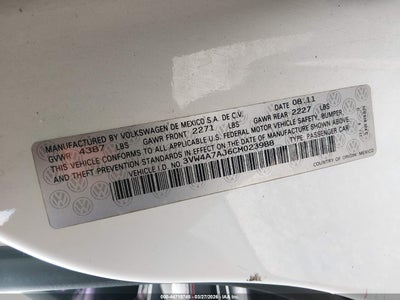 MANUFACTURED BY VOLKSWAGEN DE MEXICO S.A. DE C.V. DATE 08.11
GVWR 4387 LBS GAWR FRONT 2271 LBS GAWR REAR 2227 LBS
THIS VEHICLE CONFORMS TO ALL APPLICABLE U.S. FEDERAL MOTOR VEHICLE SAFETY, BUMPER,
AND THEFT PREVENTION STANDARDS IN EFFECT ON THE DATE OF MANUFACTURE SHOWN ABOVE.
VEHICLE I.D. NO. 3VW4A7AJ6CM023988 TYPE: PASSENGER CAR
COUNTRY OF ORIGIN: MEXICO